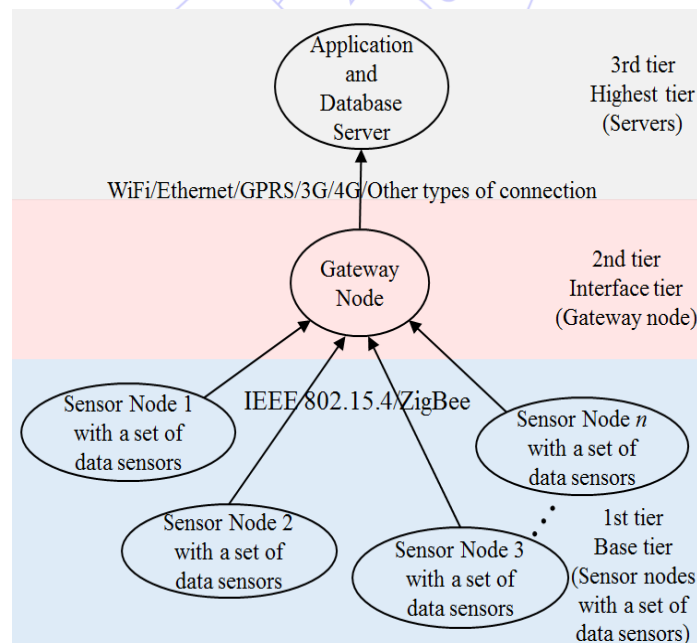 Application
and
Database
Server
3rd tier
Highest tier
(Servers)
WiFi/Ethernet/GPRS/3G/4G/Other types of connection
Gateway
Node
2nd tier
Interface tier
(Gateway node)
IEEE 802.15.4/ZigBee
Sensor Node 1
with a set of
data sensors
Sensor Node n
with a set of
data sensors
Sensor Node 2
with a set of
data sensors
Sensor Node 3
with a set of
data sensors
1st tier
Base tier
(Sensor nodes
with a set of
data sensors)